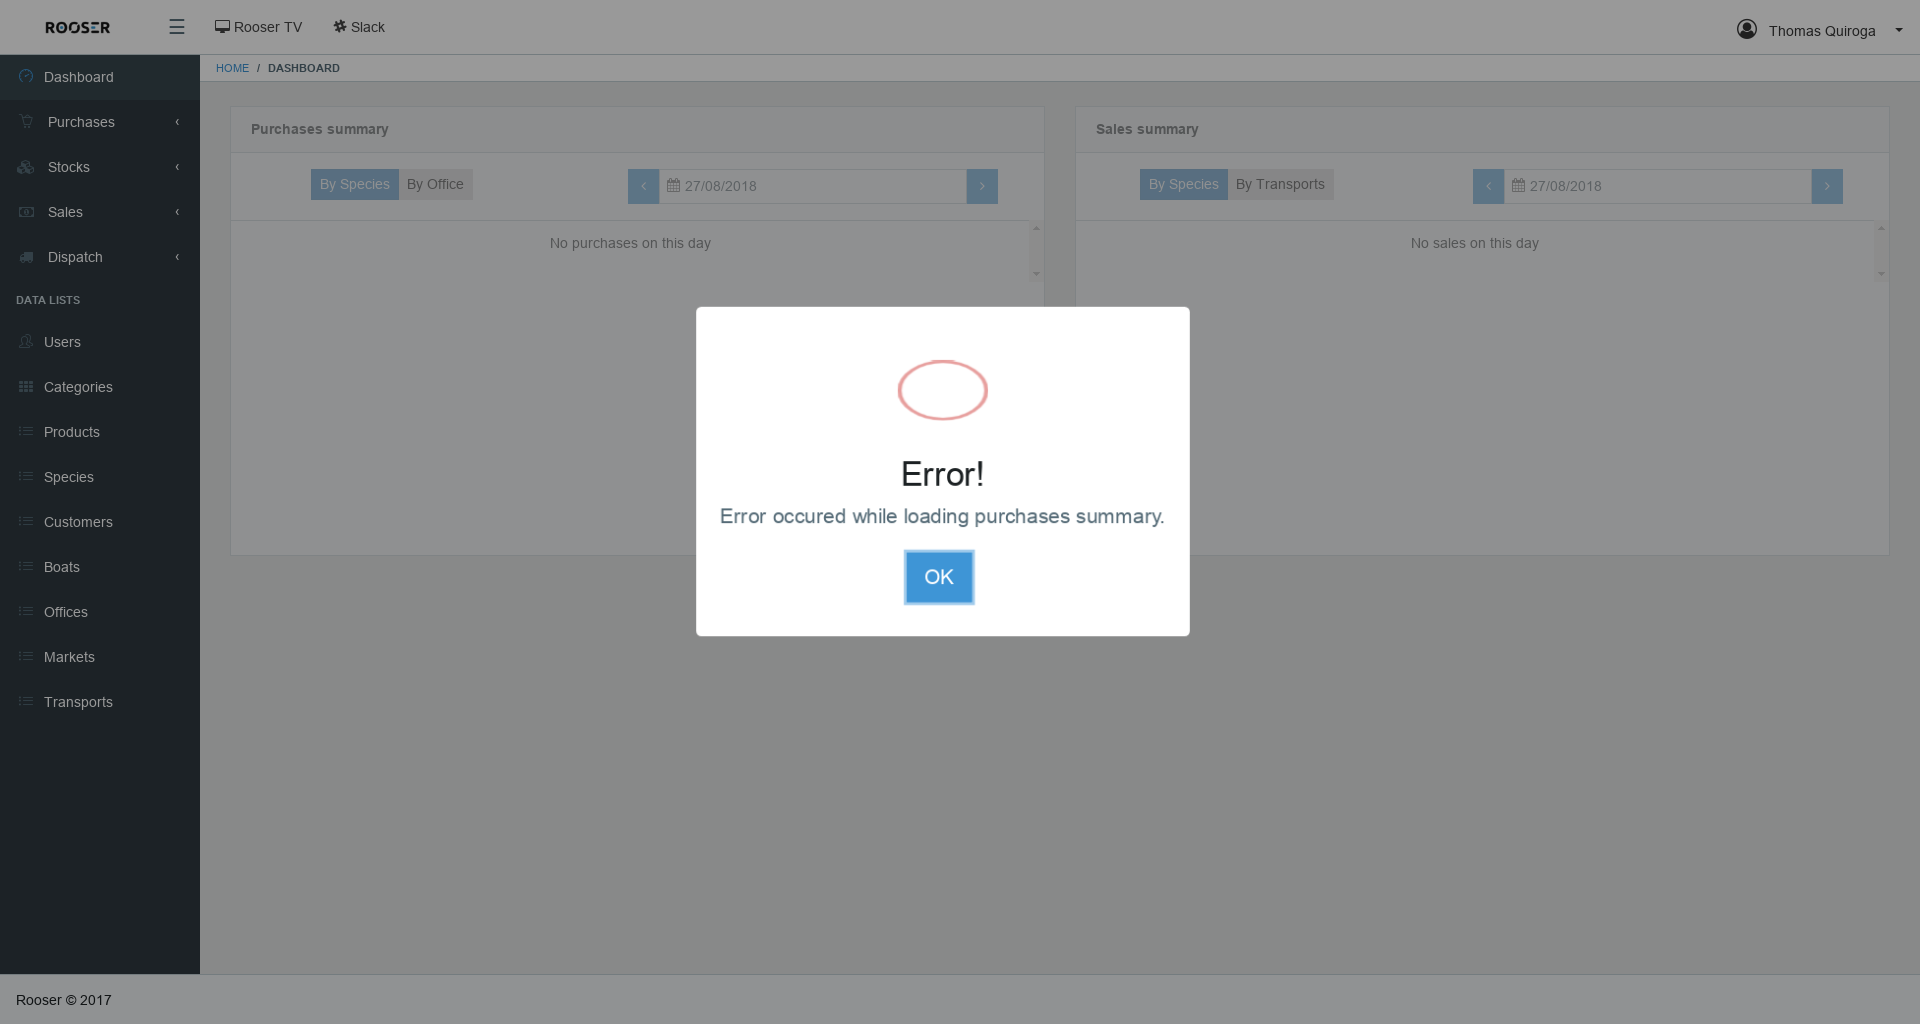 ROOSER
Rooser TV
Slack
Thomas Quiroga
HOME / DASHBOARD
Dashboard
Purchases
Stocks
Sales
Dispatch
DATA LISTS
Users
Categories
Products
Species
Customers
Boats
Offices
Markets
Transports
Purchases summary
By Species By Office
27/08/2018
No purchases on this day
Sales summary
By Species By Transports
27/08/2018
No sales on this day
Error!
Error occured while loading purchases summary.
OK
Rooser © 2017